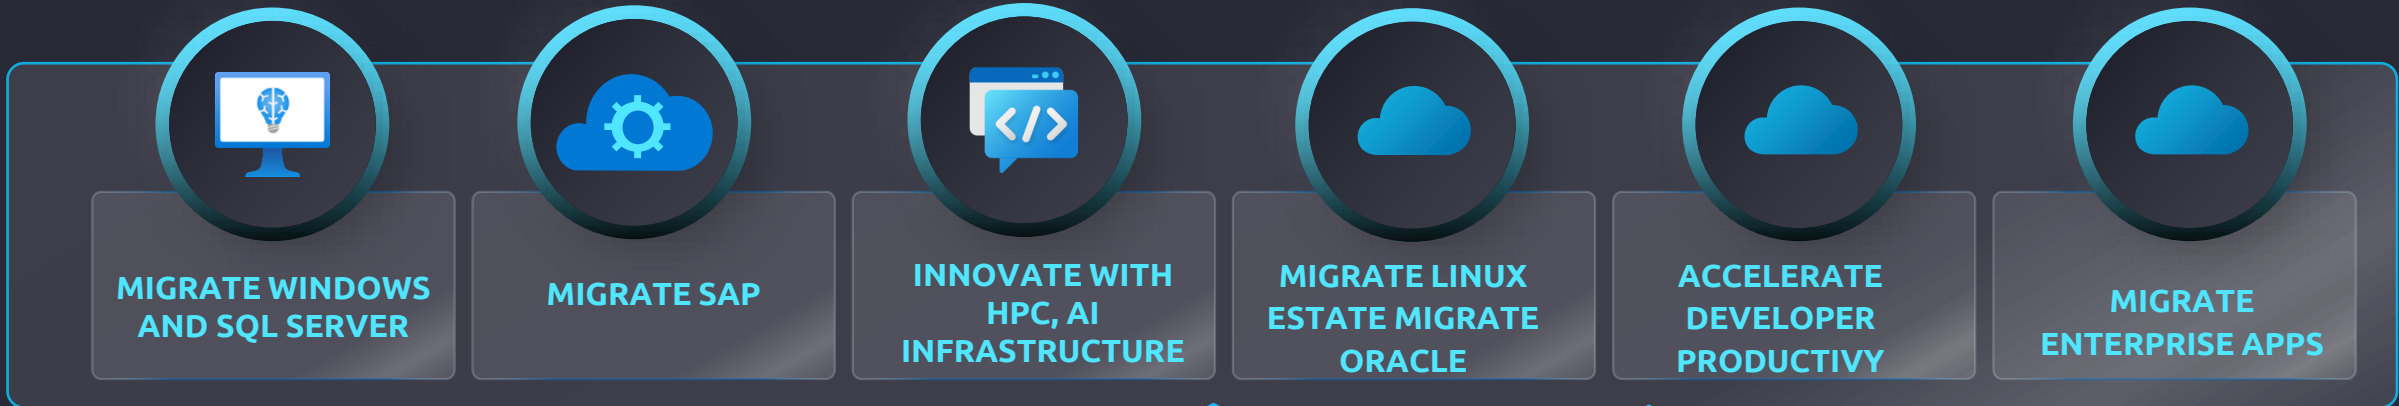 MIGRATE WINDOWS
AND SQL SERVER
MIGRATE SAP
INNOVATE WITH
HPC, AI
INFRASTRUCTURE
MIGRATE LINUX
ESTATE MIGRATE
ORACLE
ACCELERATE
DEVELOPER
PRODUCTIVY
MIGRATE
ENTERPRISE APPS